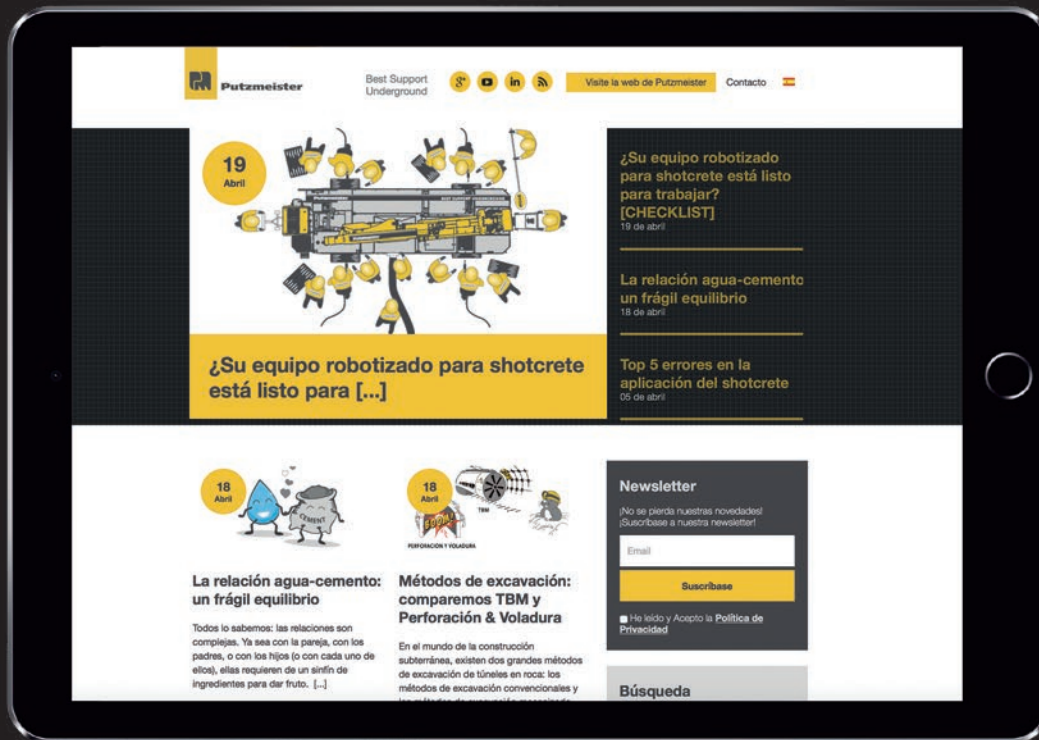 Putzmeister
Best Support
Underground
g+
in
Visite la web de Putzmeister
Contacto
19
Abril
Putzmeister
BEST SUPPORT UNDERGROUND
¿Su equipo robotizado para shotcrete
está listo para [...]
¿Su equipo robotizado
para shotcrete está listo
para trabajar?
[CHECKLIST]
19 de abril
La relación agua-cemento
un frágil equilibrio
18 de abril
Top 5 errores en la
aplicación del shotcrete
05 de abril
18
Abril
CEMENT
La relación agua-cemento:
un frágil equilibrio
Todos lo sabemos: las relaciones son
complejas. Ya sea con la pareja, con los
padres, o con los hijos (o con cada uno de
ellos), ellas requieren de un sinfín de
ingredientes para dar fruto. [...]
18
Abril
TBM
BOOM!
PERFORACIÓN Y VOLADURA
Métodos de excavación:
comparemos TBM y
Perforación & Voladura
En el mundo de la construcción
subterránea, existen dos grandes métodos
de excavación de túneles en roca: los
métodos de excavación convencionales y
Newsletter
¡No se pierda nuestras novedades!
¡Suscríbase a nuestra newsletter!
Email
Suscríbase
He leído y Acepto la Política de
Privacidad
Búsqueda